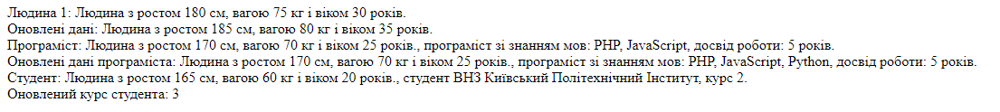 Людина 1: Людина з ростом 180 см, вагою 75 кг і віком 30 років.
Оновлені дані: Людина з ростом 185 см, вагою 80 кг і віком 35 років.
Програміст: Людина з ростом 170 см, вагою 70 кг і віком 25 років., програміст зі знанням мов: PHP, JavaScript, досвід роботи: 5 років.
Оновлені дані програміста: Людина з ростом 170 см, вагою 70 кг і віком 25 років., програміст зі знанням мов: PHP, JavaScript, Python, досвід роботи: 5 років.
Студент: Людина з ростом 165 см, вагою 60 кг і віком 20 років., студент ВНЗ Київський Політехнічний Інститут, курс 2.
Оновлений курс студента: 3